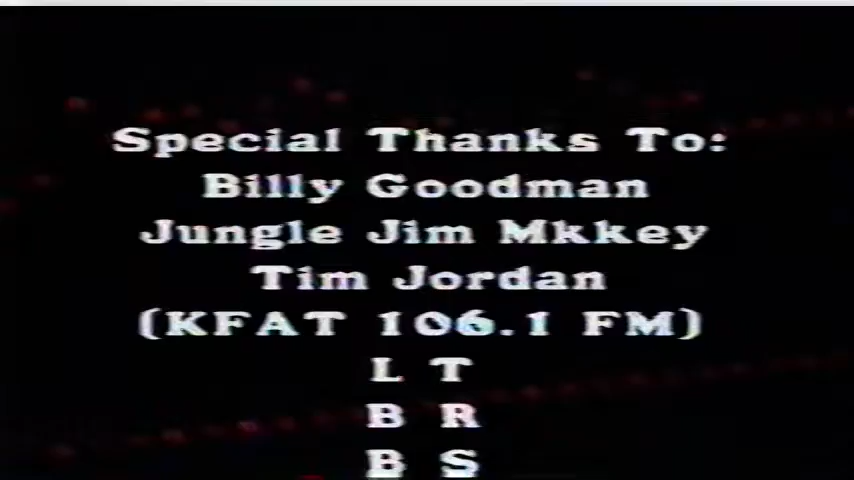 Special Thanks To:
Billy Goodman
Jungle Jim Mkkey
Tim Jordan
(KFAT 106.1 FM)
L T
B R
B S